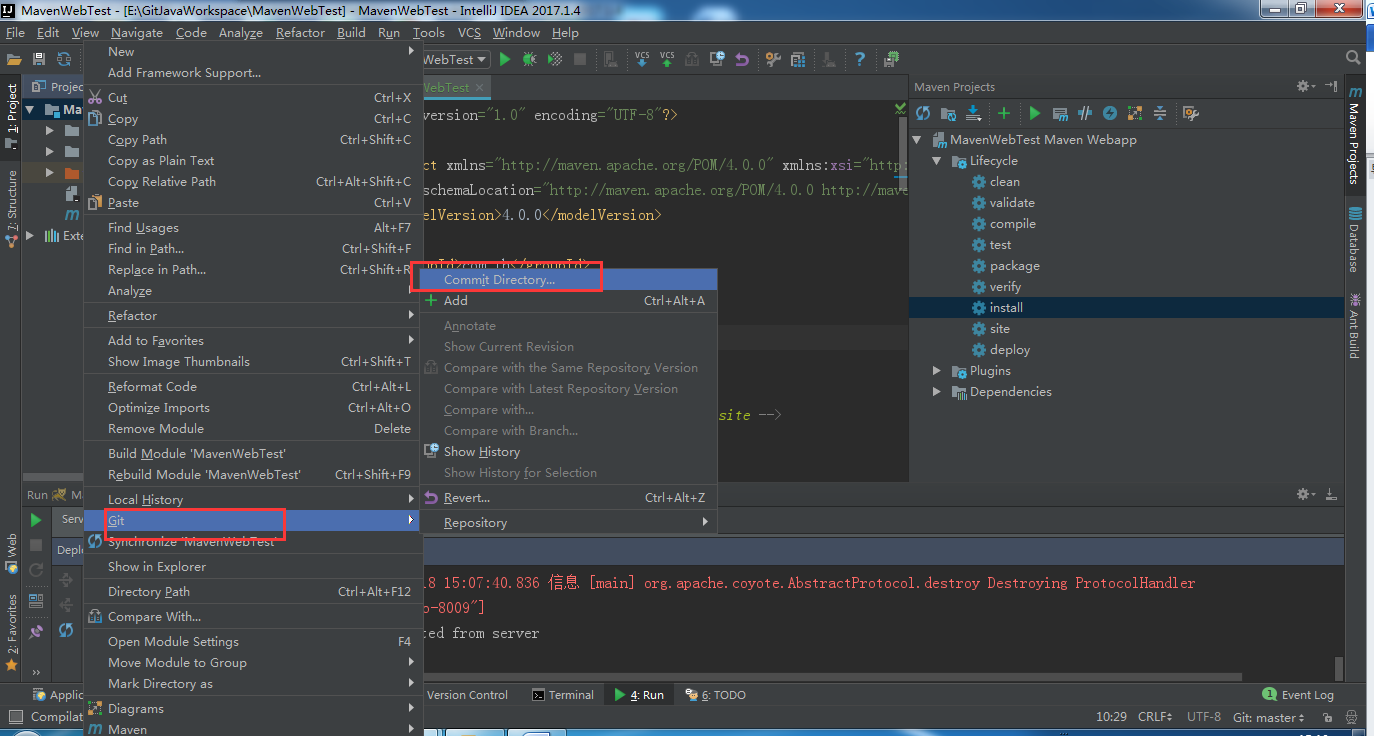 MavenWebTest - [E:\GitJavaWorkspace\MavenWebTest] - MavenWebTest - IntelliJ IDEA 2017.1.4
File Edit View Navigate Code Analyze Refactor Build Run Tools VCS Window Help
WebTest
VCS VCS
1: Project
7: Structure
Web
2: Favorites
Projec
Ma
Exte
New
Add Framework Support...
Cut Ctrl+X
Copy Ctrl+C
Copy Path Ctrl+Shift+C
Copy as Plain Text
Copy Relative Path Ctrl+Alt+Shift+C
Paste Ctrl+V
Find Usages Alt+F7
Find in Path... Ctrl+Shift+F
Replace in Path... Ctrl+Shift+R
Analyze
Refactor
Add to Favorites
Show Image Thumbnails Ctrl+Shift+T
Reformat Code Ctrl+Alt+L
Optimize Imports Ctrl+Alt+O
Remove Module Delete
Build Module 'MavenWebTest'
Rebuild Module 'MavenWebTest' Ctrl+Shift+F9
Local History
Git
Synchronize 'MavenWebTest'
Show in Explorer
Directory Path Ctrl+Alt+F12
Compare With...
Open Module Settings F4
Move Module to Group
Mark Directory as
Diagrams
Maven
Commit Directory...
Add Ctrl+Alt+A
Annotate
Show Current Revision
Compare with the Same Repository Version
Compare with Latest Repository Version
Compare with...
Compare with Branch...
Show History
Show History for Selection
Revert... Ctrl+Alt+Z
Repository
WebTest
version="1.0" encoding="UTF-8"?>
ct xmlns="http://maven.apache.org/POM/4.0.0" xmlns:xsi="http:
schemaLocation="http://maven.apache.org/POM/4.0.0 http://mave
elVersion>4.0.0</modelVersion>
site -->
Maven Projects
MavenWebTest Maven Webapp
Lifecycle
clean
validate
compile
test
package
verify
install
site
deploy
Plugins
Dependencies
Maven Projects
Database
Ant Build
Run M
Serv
Deplo
8 15:07:40.836 信息 [main] org.apache.coyote.AbstractProtocol.destroy Destroying ProtocolHandler
o-8009"]
ted from server
Applic
Version Control Terminal 4: Run 6: TODO 1 Event Log
Compilat
10:29 CRLF UTF-8 Git: master